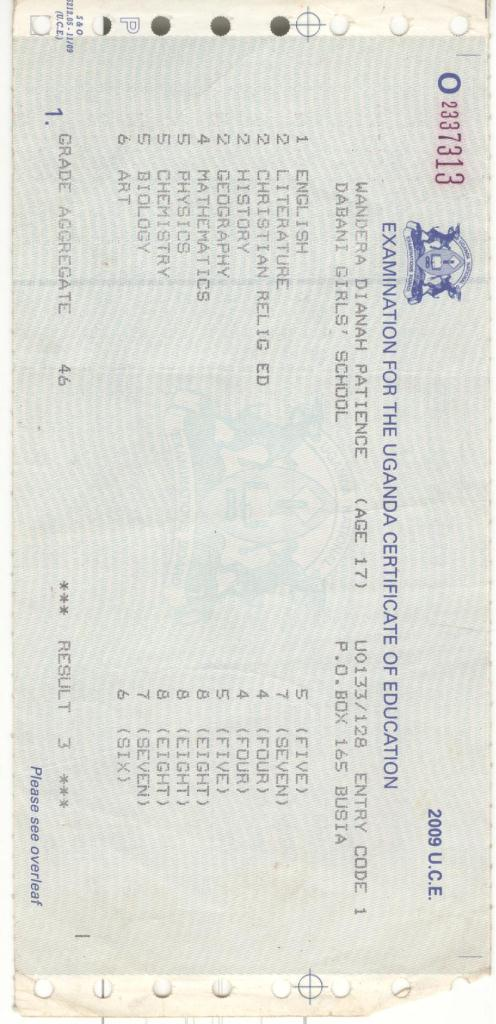 O 2337313
2009 U.C.E.
EXAMINATION FOR THE UGANDA CERTIFICATE OF EDUCATION
WANDERA DIANAH PATIENCE (AGE 17) U0133/128 ENTRY CODE 1
DABANI GIRLS' SCHOOL P.O.BOX 165 BUSIA
1 ENGLISH 5 (FIVE)
2 LITERATURE 7 (SEVEN)
2 CHRISTIAN RELIG ED 4 (FOUR)
2 HISTORY 4 (FOUR)
2 GEOGRAPHY 5 (FIVE)
4 MATHEMATICS 8 (EIGHT)
5 PHYSICS 8 (EIGHT)
5 CHEMISTRY 8 (EIGHT)
5 BIOLOGY 7 (SEVEN)
6 ART 6 (SIX)
GRADE AGGREGATE 46 *** RESULT 3 ***
1.
Please see overleaf
P
S & O
(U.C.E)